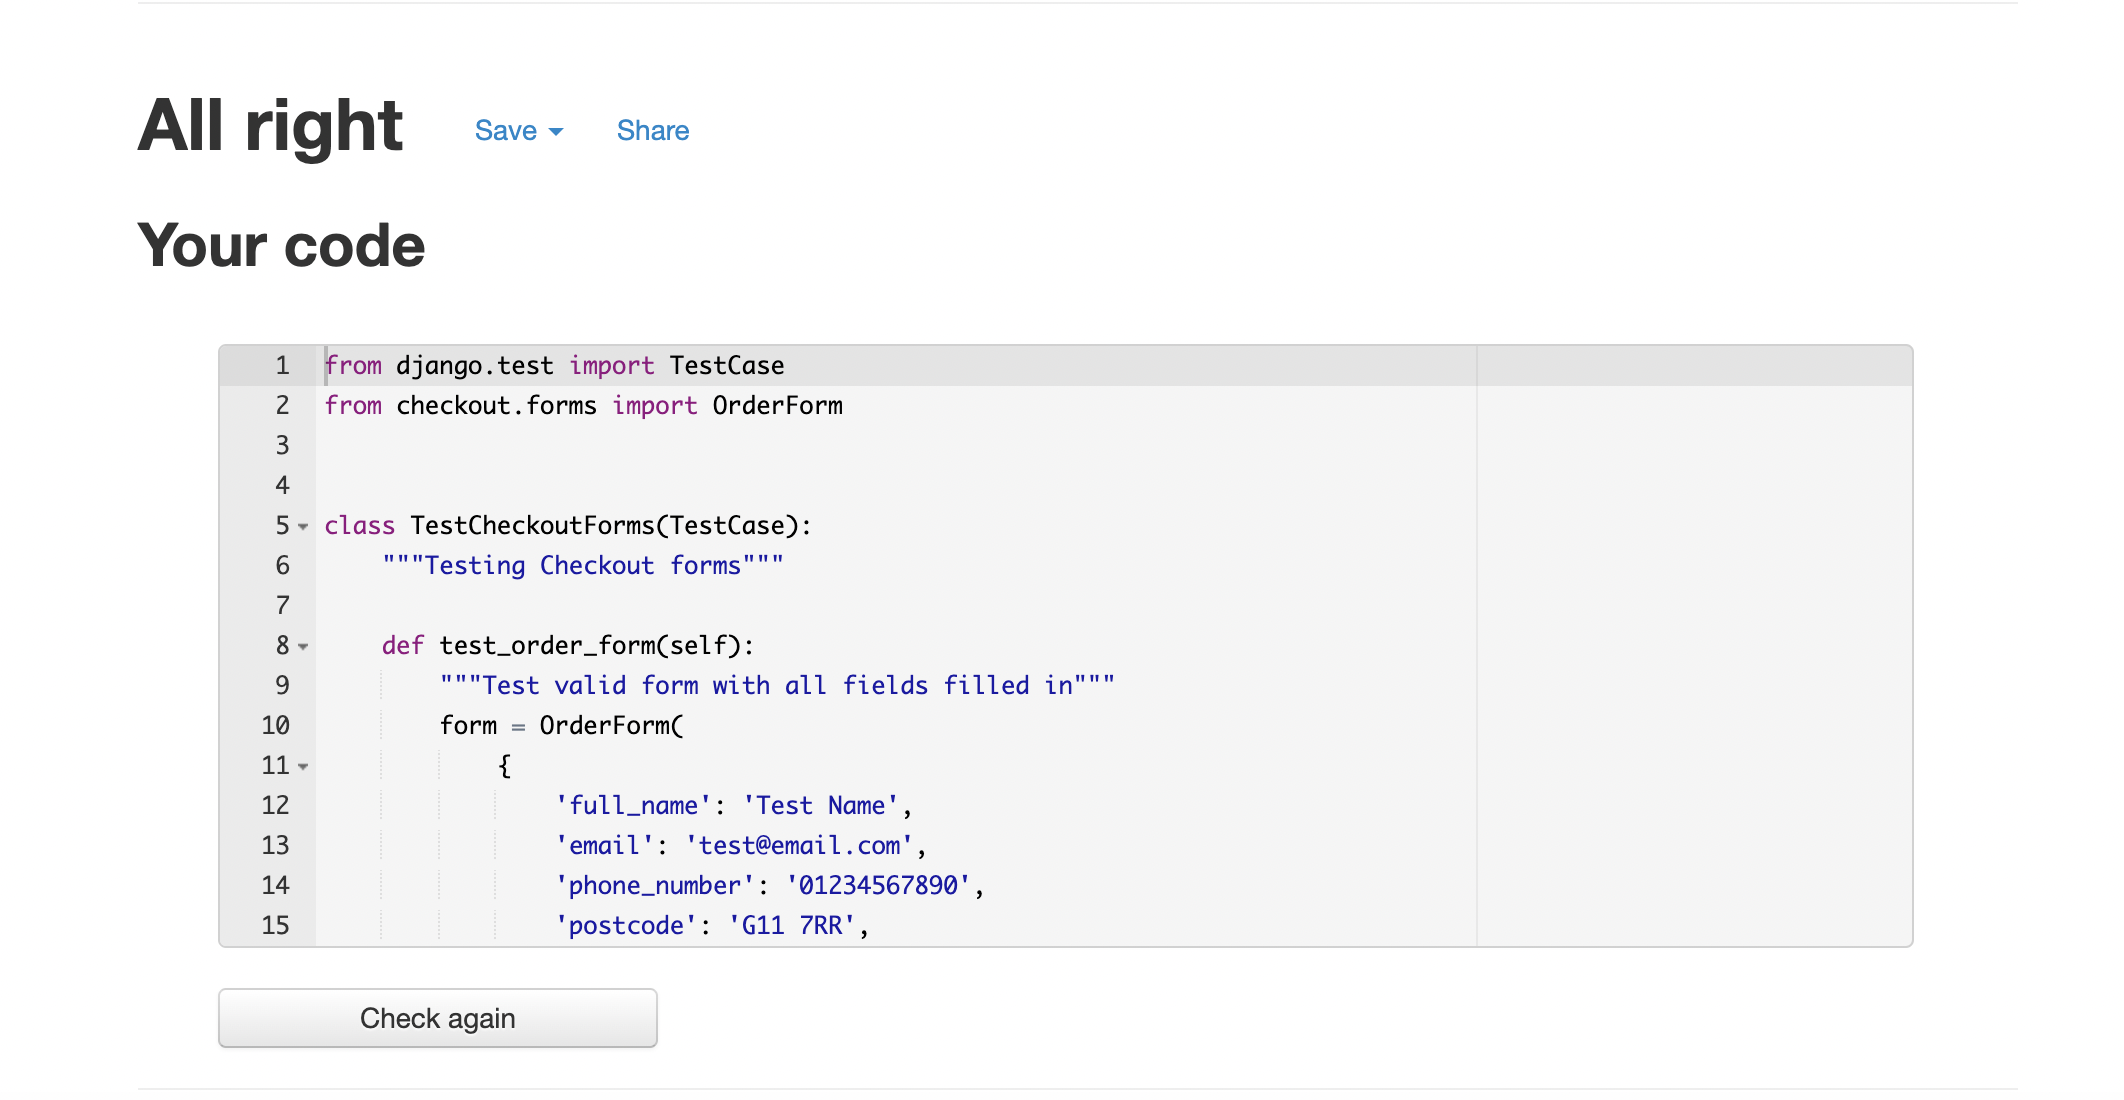 All right Save Share
Your code
1 from django.test import TestCase
2 from checkout.forms import OrderForm
3
4
5 class TestCheckoutForms(TestCase):
6     """Testing Checkout forms"""
7
8     def test_order_form(self):
9         """Test valid form with all fields filled in"""
10         form = OrderForm(
11             {
12                 'full_name': 'Test Name',
13                 'email': 'test@email.com',
14                 'phone_number': '01234567890',
15                 'postcode': 'G11 7RR',
Check again